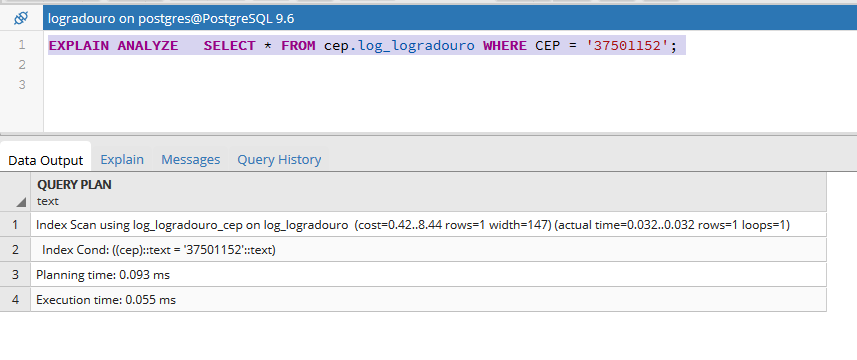 logradouro on postgres@PostgreSQL 9.6
1 EXPLAIN ANALYZE   SELECT * FROM cep.log_logradouro WHERE CEP = '37501152';
2
3
Data Output Explain Messages Query History
QUERY PLAN
text
1 Index Scan using log_logradouro_cep on log_logradouro (cost=0.42..8.44 rows=1 width=147) (actual time=0.032..0.032 rows=1 loops=1)
2 Index Cond: ((cep)::text = '37501152'::text)
3 Planning time: 0.093 ms
4 Execution time: 0.055 ms